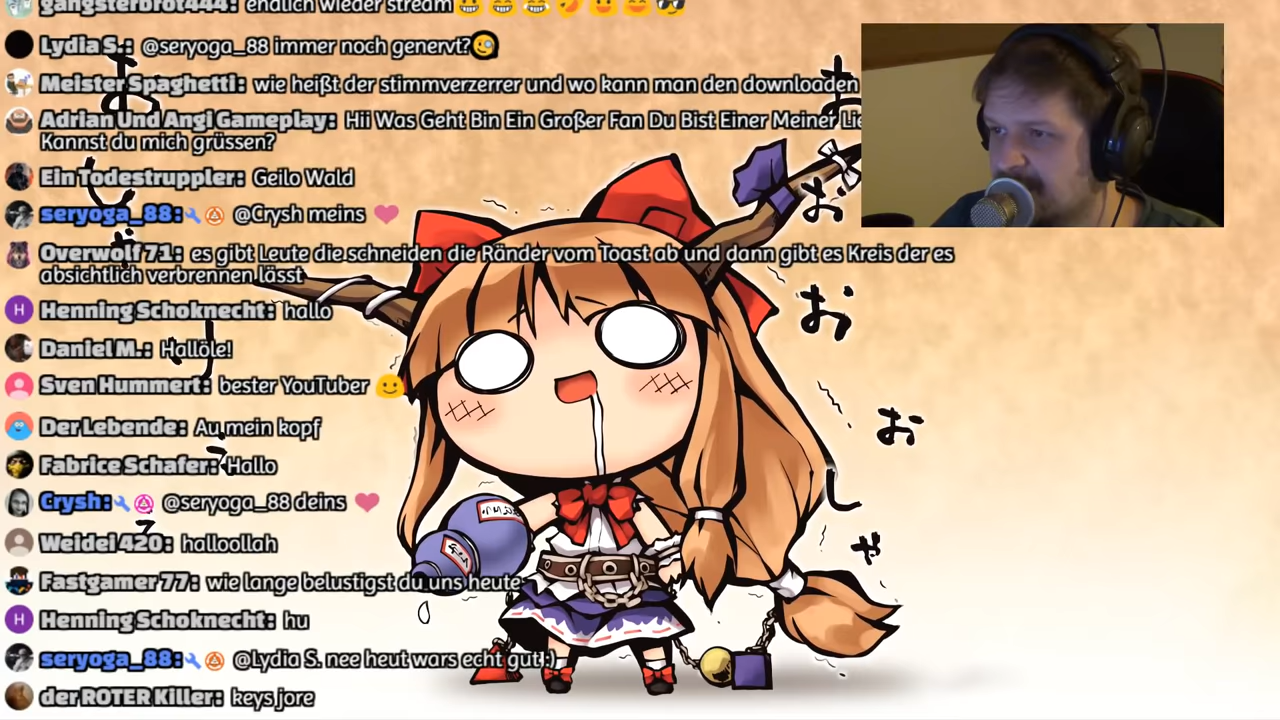 gangsterbrot444: endlich wieder stream
Lydia S.: @seryoga_88 immer noch genervt?
Meister Spaghetti: wie heißt der stimmverzerrer und wo kann man den downloaden
Adrian Und Angi Gameplay: Hii Was Geht Bin Ein Großer Fan Du Bist Einer Meiner
Kannst du mich grüssen?
EinTodestruppler: Geilo Wald
seryoga_88: @Crysh meins
Overwolf 71: es gibt Leute die schneiden die Ränder vom Toast ab und dann gibt es Kreis der es
absichtlich verbrennen lässt
Henning Schoknecht: hallo
Daniel M.: Hallöle!
Sven Hummert: bester YouTuber
Der Lebende: Au mein kopf
Fabrice Schafer: Hallo
Crysh: @seryoga_88 deins
Weidei 420: halloollah
Fastgamer 77: wie lange belustigst du uns heute
Henning Schoknecht: hu
seryoga_88: @Lydia S. nee heut wars echt gut :)
der ROTER Killer: keys jore
お
お
お
お
お
し
ゃ